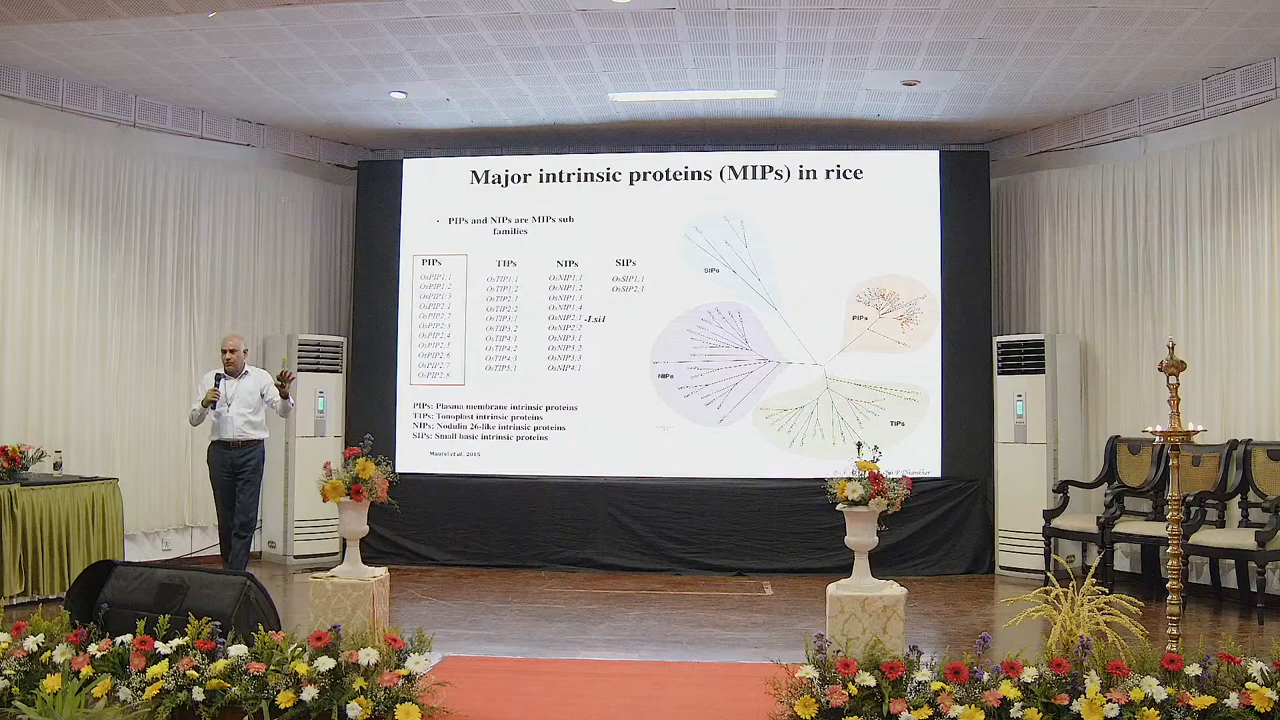 Major intrinsic proteins (MIPs) in rice
• PIPs and NIPs are MIPs sub
families
PIPs
OsPIP1;1
OsPIP1;2
OsPIP1;3
OsPIP2;1
OsPIP2;2
OsPIP2;3
OsPIP2;4
OsPIP2;5
OsPIP2;6
OsPIP2;7
OsPIP2;8
TIPs
OsTIP1;1
OsTIP1;2
OsTIP2;1
OsTIP2;2
OsTIP3;1
OsTIP3;2
OsTIP4;1
OsTIP4;2
OsTIP4;3
OsTIP5;1
NIPs
OsNIP1;1
OsNIP1;2
OsNIP1;3
OsNIP1;4
OsNIP2;1 -Lsi1
OsNIP2;2
OsNIP3;1
OsNIP3;2
OsNIP3;3
OsNIP4;1
SIPs
OsSIP1;1
OsSIP2;1
PIPs: Plasma membrane intrinsic proteins
TIPs: Tonoplast intrinsic proteins
NIPs: Nodulin 26-like intrinsic proteins
SIPs: Small basic intrinsic proteins
Maurel et al. 2015
SIPs
PIPs
NIPs
TIPs